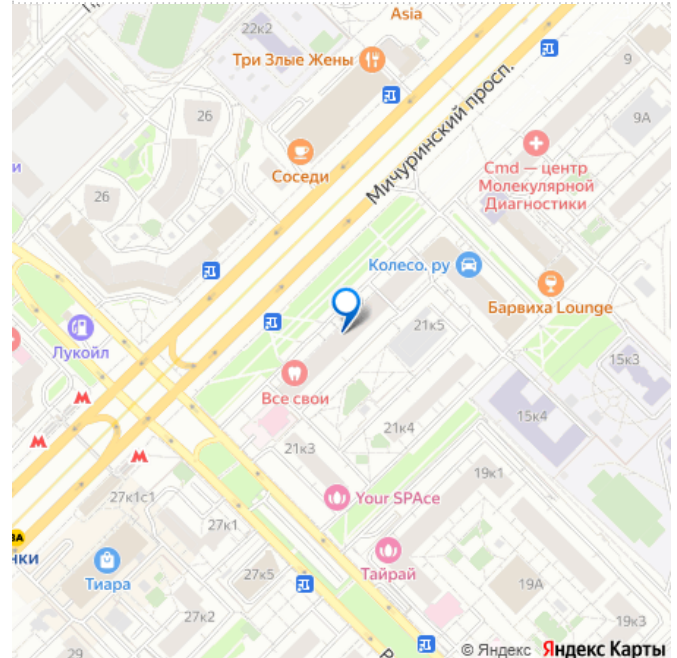 Asia
22к2
Три Злые Жены
9
9А
26
Мичуринский просп.
Cmd — центр
Молекулярной
Диагностики
Соседи
26
и
Колесо. ру
Барвиха Lounge
21к5
Лукойл
15к3
Все свои
15к4
21к4
21к3
19к1
27к1с1
Your SPAce
27к1
нки
Тиара
Тайрай
27к5
19А
27к2
19к3
29
© Яндекс Яндекс Карты